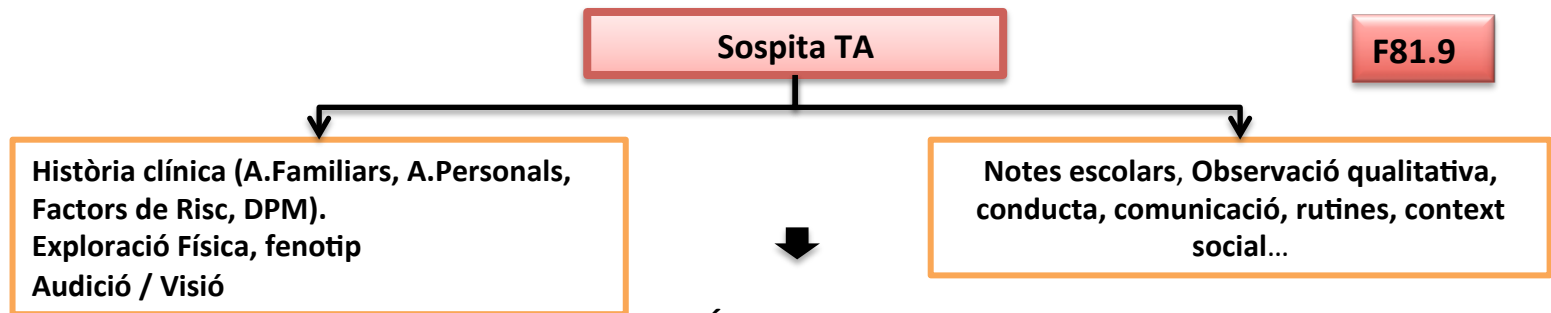 Sospita TA
F81.9
Història clínica (A.Familiars, A.Personals,
Factors de Risc, DPM).
Exploració Física, fenotip
Audició / Visió
Notes escolars, Observació qualitativa,
conducta, comunicació, rutines, context
social...